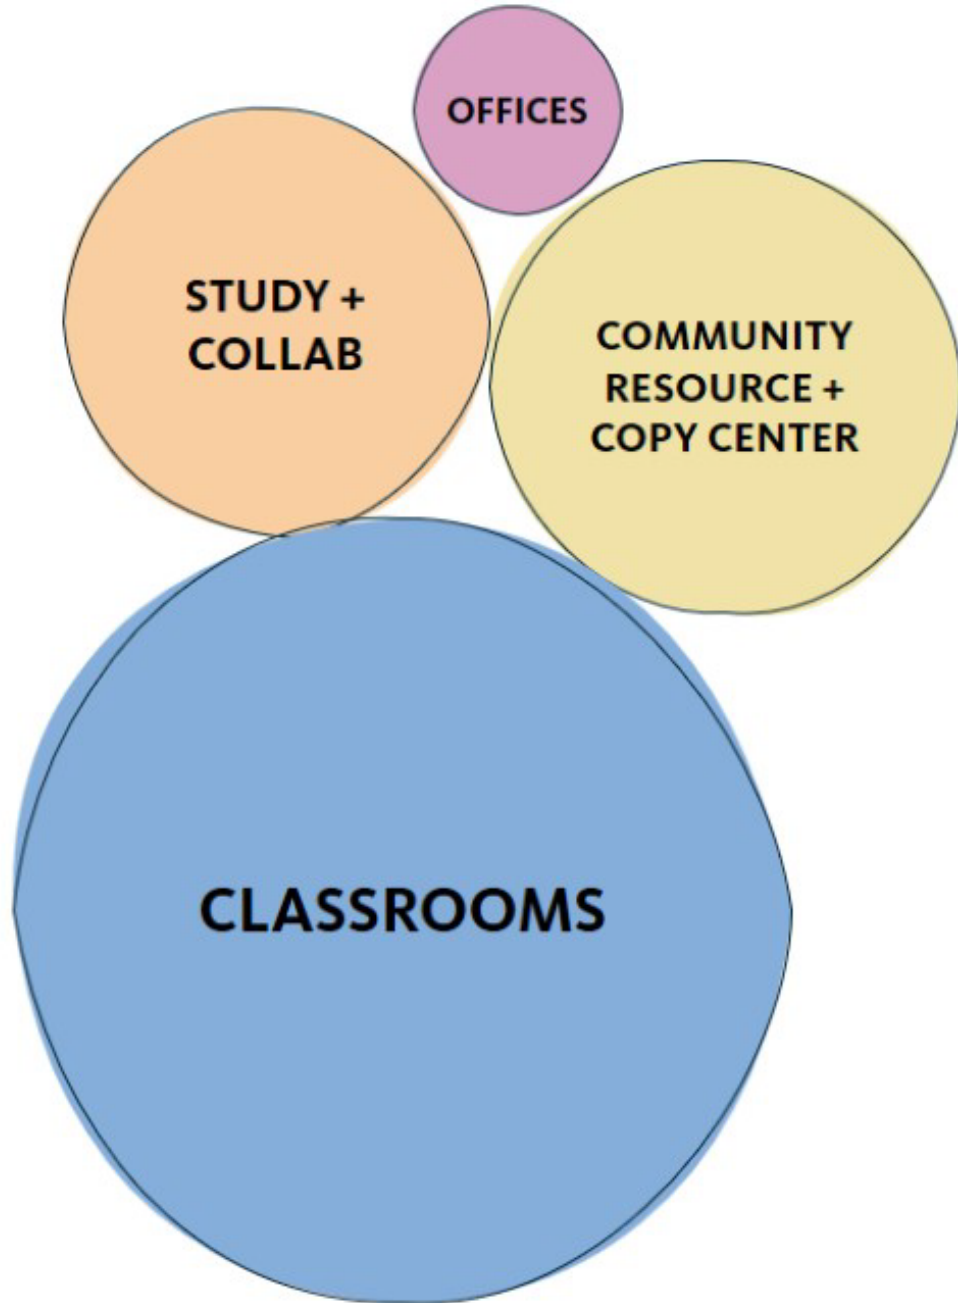 OFFICES
STUDY +
COLLAB
COMMUNITY
RESOURCE +
COPY CENTER
CLASSROOMS